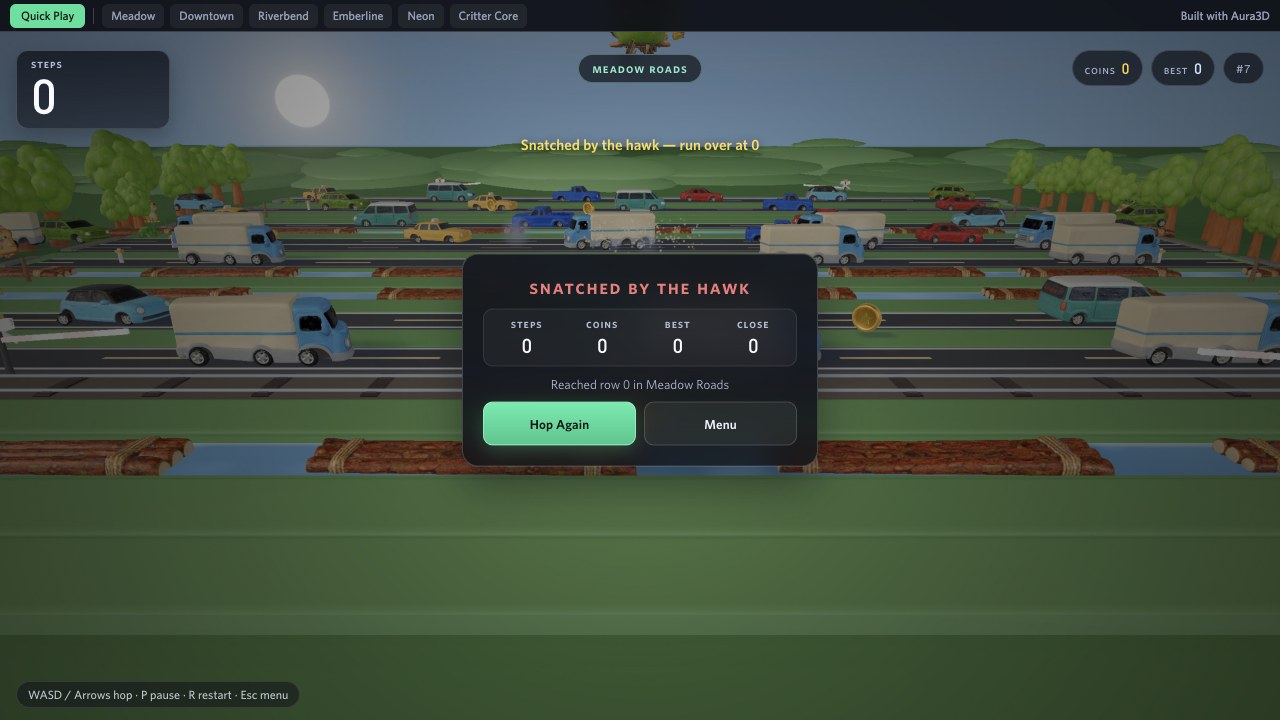 Quick Play Meadow Downtown Riverbend Emberline Neon Critter Core Built with Aura3D
STEPS
0
MEADOW ROADS
COINS 0 BEST 0 #7
Snatched by the hawk — run over at 0
SNATCHED BY THE HAWK
STEPS COINS BEST CLOSE
0 0 0 0
Reached row 0 in Meadow Roads
Hop Again Menu
WASD / Arrows hop · P pause · R restart · Esc menu